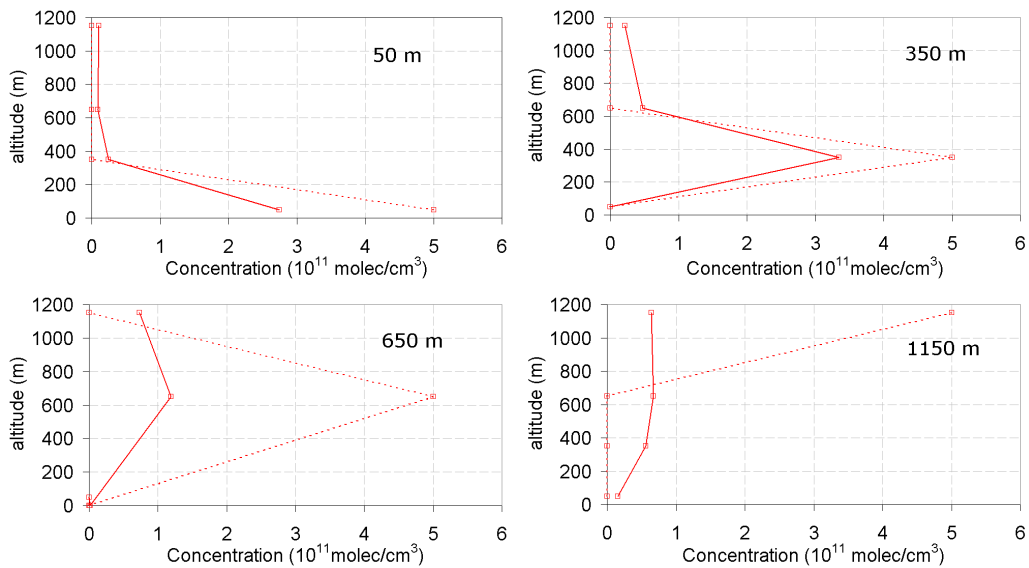 1200
1000
800
600
400
200
0
altitude (m)
50 m
0 1 2 3 4 5 6
Concentration (10¹¹ molec/cm³)
1200
1000
800
600
400
200
0
altitude (m)
350 m
0 1 2 3 4 5 6
Concentration (10¹¹ molec/cm³)
1200
1000
800
600
400
200
0
altitude (m)
650 m
0 1 2 3 4 5 6
Concentration (10¹¹molec/cm³)
1200
1000
800
600
400
200
0
altitude (m)
1150 m
0 1 2 3 4 5 6
Concentration (10¹¹molec/cm³)